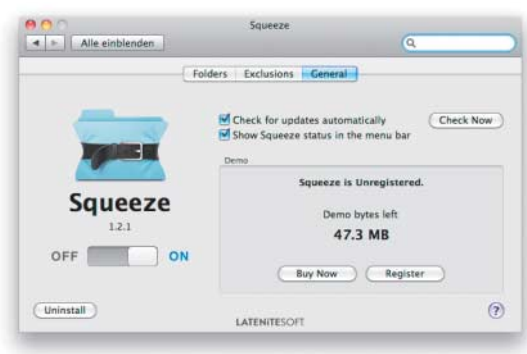 Squeeze
Alle einblenden
Folders Exclusions General
Check for updates automatically
Check Now
Show Squeeze status in the menu bar
Demo
Squeeze is Unregistered.
Demo bytes left
47.3 MB
Buy Now Register
Squeeze
1.2.1
OFF ON
Uninstall
LATENITESOFT
?